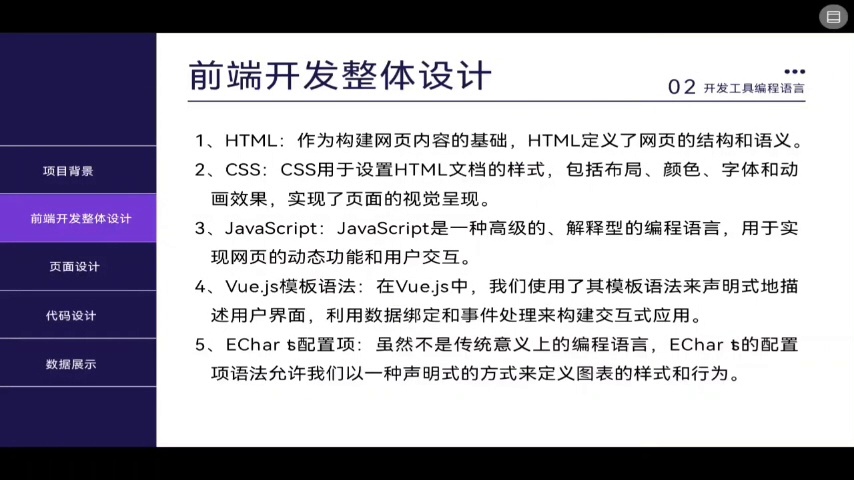 前端开发整体设计
02 开发工具编程语言
项目背景
前端开发整体设计
页面设计
代码设计
数据展示
1、HTML：作为构建网页内容的基础，HTML定义了网页的结构和语义。
2、CSS：CSS用于设置HTML文档的样式，包括布局、颜色、字体和动
画效果，实现了页面的视觉呈现。
3、JavaScript：JavaScript是一种高级的、解释型的编程语言，用于实
现网页的动态功能和用户交互。
4、Vue.js模板语法：在Vue.js中，我们使用了其模板语法来声明式地描
述用户界面，利用数据绑定和事件处理来构建交互式应用。
5、EChar ts配置项：虽然不是传统意义上的编程语言，EChar ts的配置
项语法允许我们以一种声明式的方式来定义图表的样式和行为。